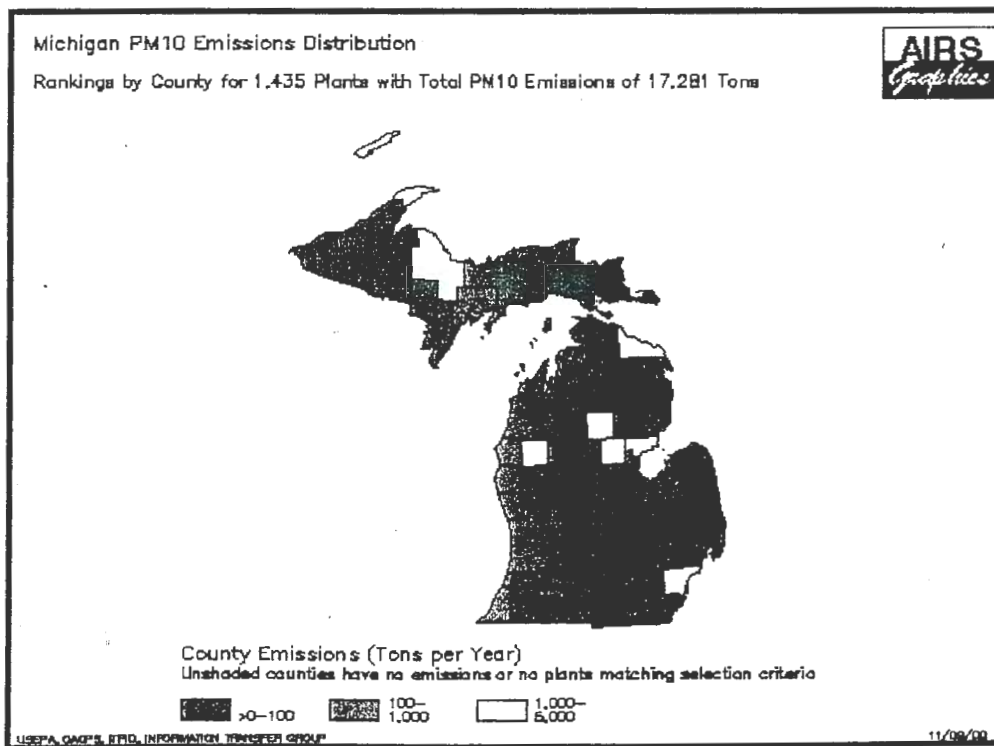 Michigan PM10 Emissions Distribution
Rankings by County for 1,435 Plants with Total PM10 Emissions of 17,281 Tons
AIRS
Graphics
County Emissions (Tons per Year)
Unshaded counties have no emissions or no plants matching selection criteria
>0-100
100-
1,000
1,000-
5,000
USEPA, OAQPS, ITPID, INFORMATION TRANSFER GROUP